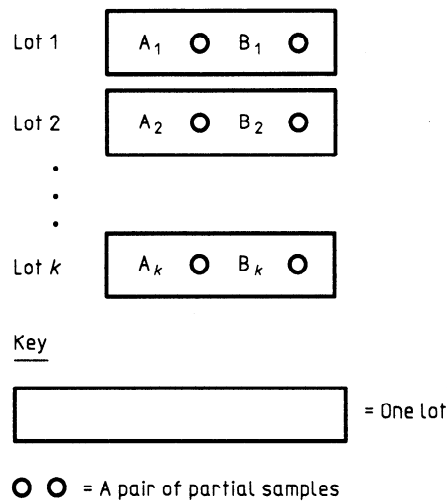 Lot 1 A₁ B₁
Lot 2 A₂ B₂
Lot k Aₖ Bₖ
Key
= One lot
= A pair of partial samples